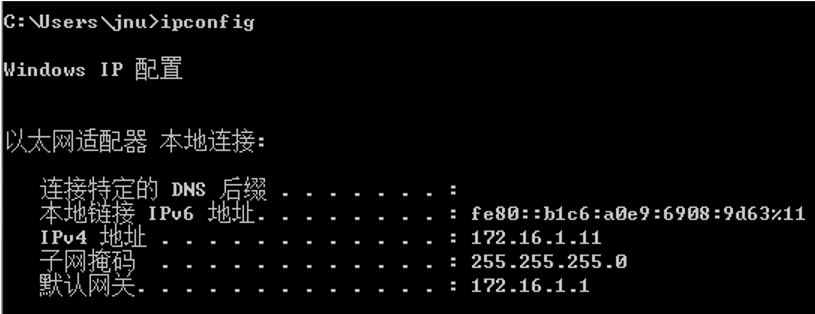 C:\Users\jnu>ipconfig
Windows IP 配置
以太网适配器 本地连接:
连接特定的 DNS 后缀 . . . . . . . :
本地链接 IPv6 地址. . . . . . . . : fe80::b1c6:a0e9:6908:9d63%11
IPv4 地址 . . . . . . . . . . . . : 172.16.1.11
子网掩码 . . . . . . . . . . . . : 255.255.255.0
默认网关. . . . . . . . . . . . . : 172.16.1.1